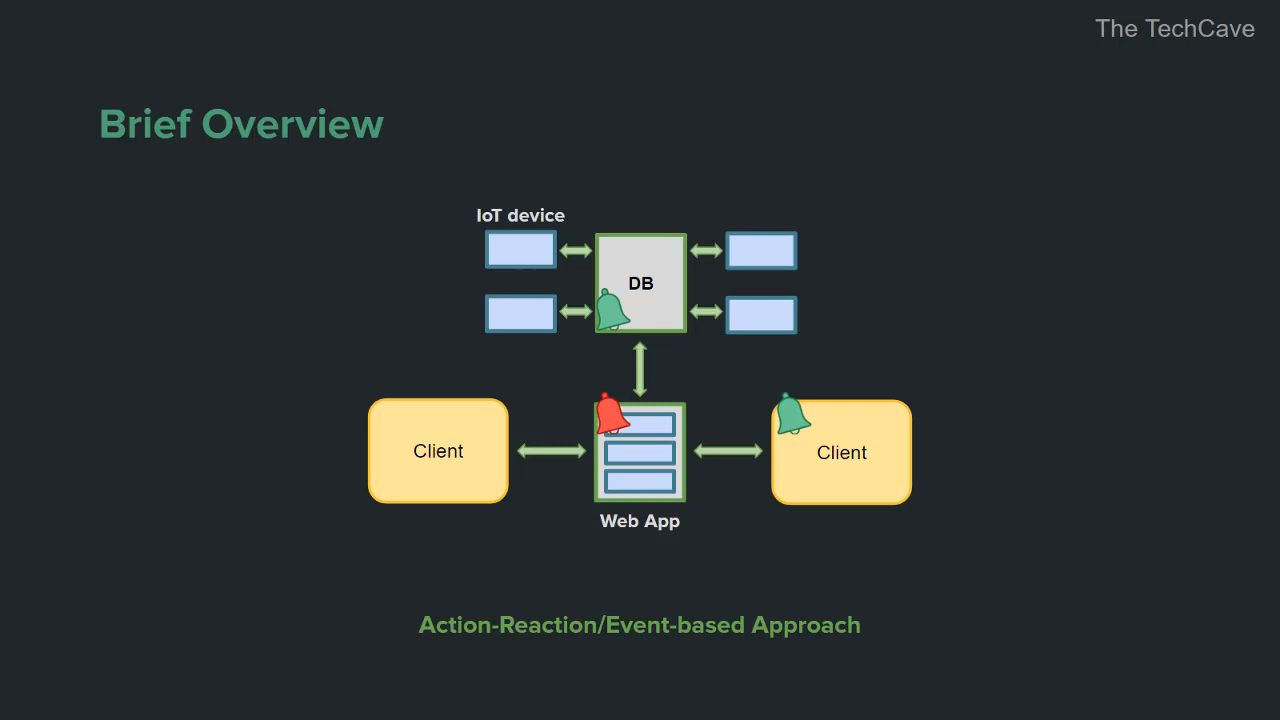 The TechCave
Brief Overview
IoT device
DB
Client
Client
Web App
Action-Reaction/Event-based Approach